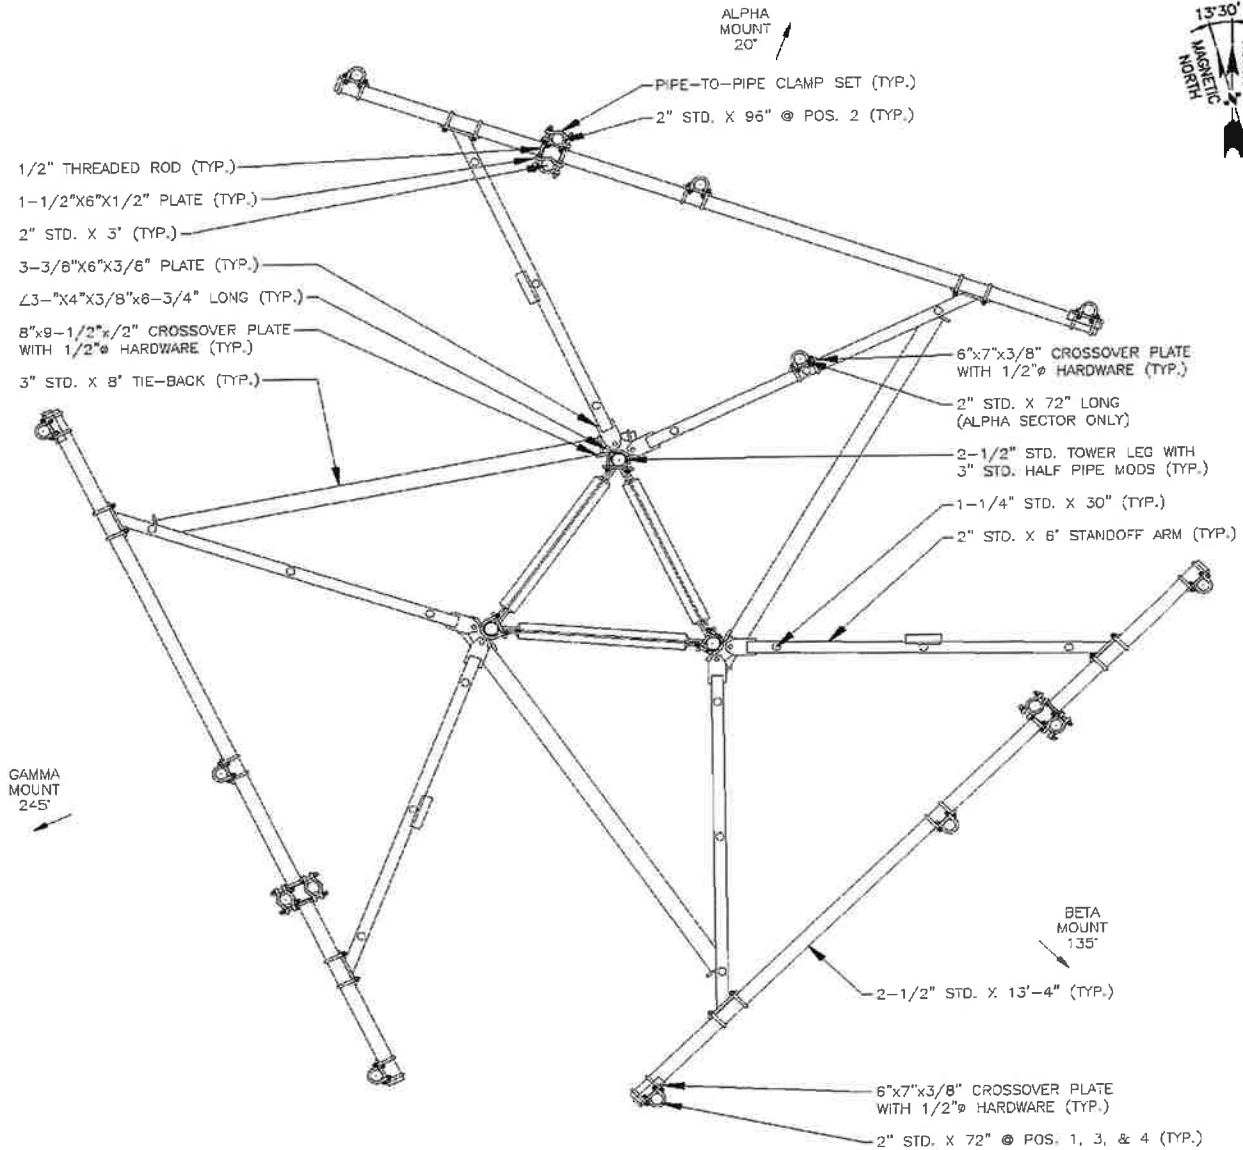 ALPHA
MOUNT
20°
13°30'
MAGNETIC
NORTH
PIPE-TO-PIPE CLAMP SET (TYP.)
2" STD. X 96" @ POS. 2 (TYP.)
1/2" THREADED ROD (TYP.)
1-1/2"X6"X1/2" PLATE (TYP.)
2" STD. X 3' (TYP.)
3-3/8"X6"X3/8" PLATE (TYP.)
∠3-"X4"X3/8"x6-3/4" LONG (TYP.)
8"x9-1/2"x/2" CROSSOVER PLATE
WITH 1/2"ø HARDWARE (TYP.)
3" STD. X 8' TIE-BACK (TYP.)
6"x7"x3/8" CROSSOVER PLATE
WITH 1/2"ø HARDWARE (TYP.)
2" STD. X 72" LONG
(ALPHA SECTOR ONLY)
2-1/2" STD. TOWER LEG WITH
3" STD. HALF PIPE MODS (TYP.)
1-1/4" STD. X 30" (TYP.)
2" STD. X 6' STANDOFF ARM (TYP.)
GAMMA
MOUNT
245°
BETA
MOUNT
135°
2-1/2" STD. X 13'-4" (TYP.)
6"x7"x3/8" CROSSOVER PLATE
WITH 1/2"ø HARDWARE (TYP.)
2" STD. X 72" @ POS. 1, 3, & 4 (TYP.)